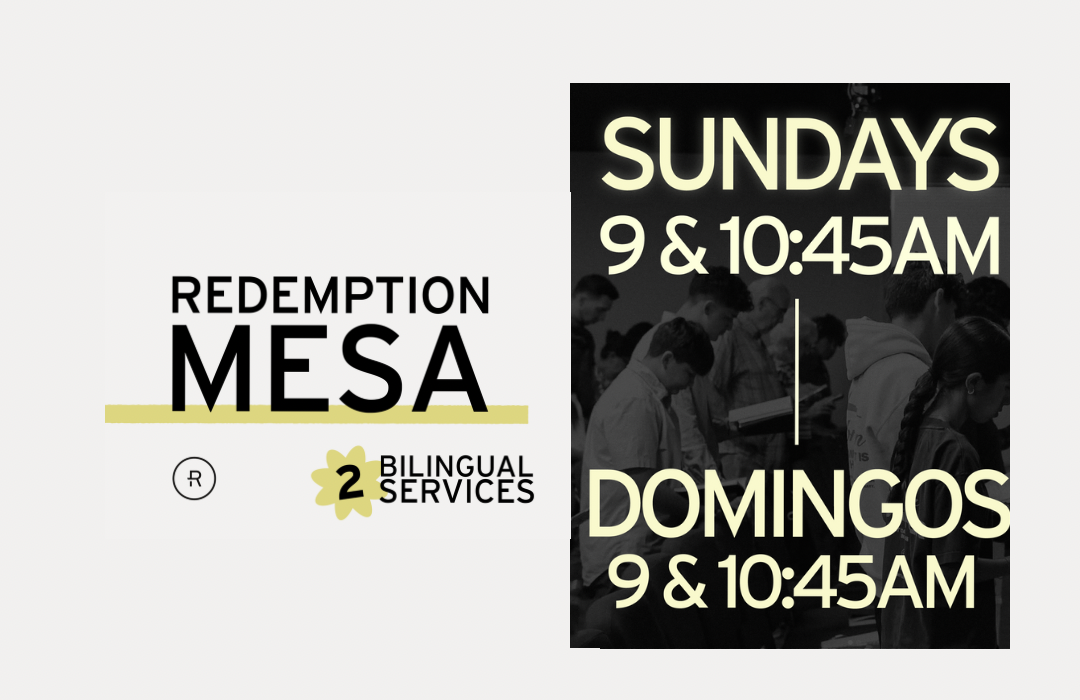 REDEMPTION
MESA
R
2 BILINGUAL
SERVICES
SUNDAYS
9 & 10:45AM
DOMINGOS
9 & 10:45AM